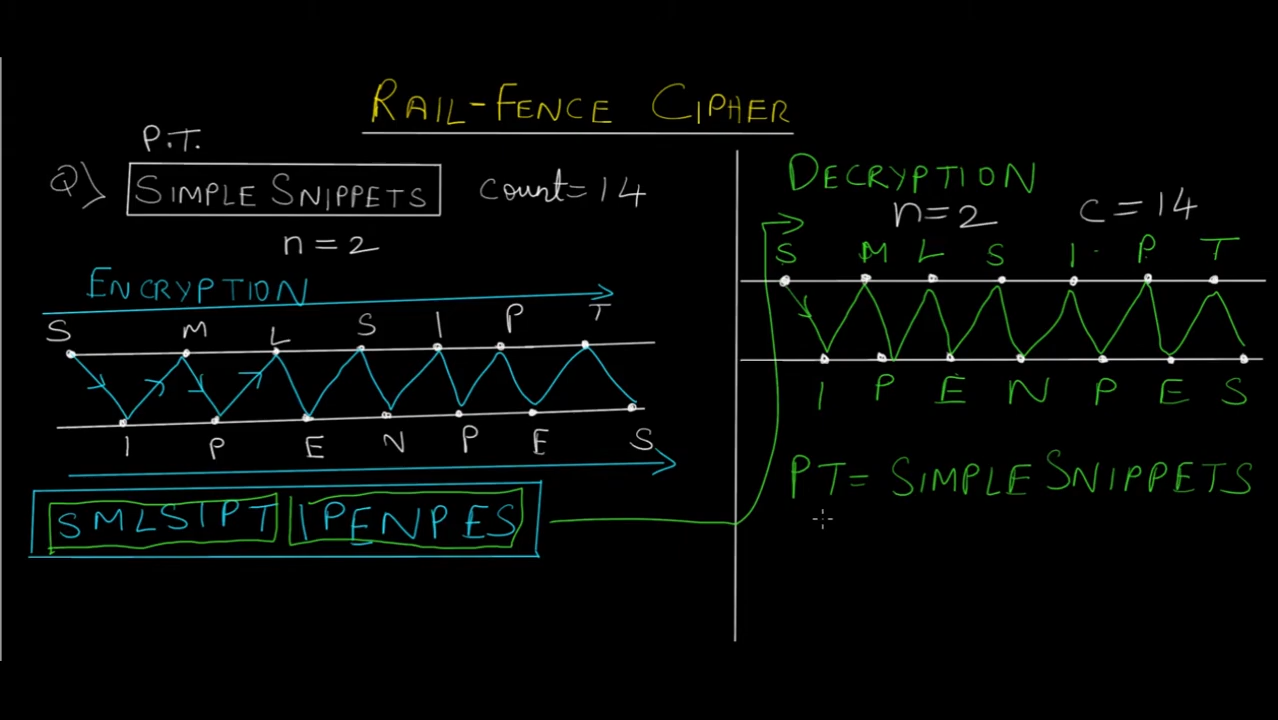 RAIL-FENCE CIPHER
P.T.
Q) SIMPLE SNIPPETS count=14
n=2
ENCRYPTION
S M L S I P T
I P E N P E S
SMLSIPT IPENPES
DECRYPTION
n=2 C=14
S M L S I P T
I P E N P E S
PT= SIMPLE SNIPPETS